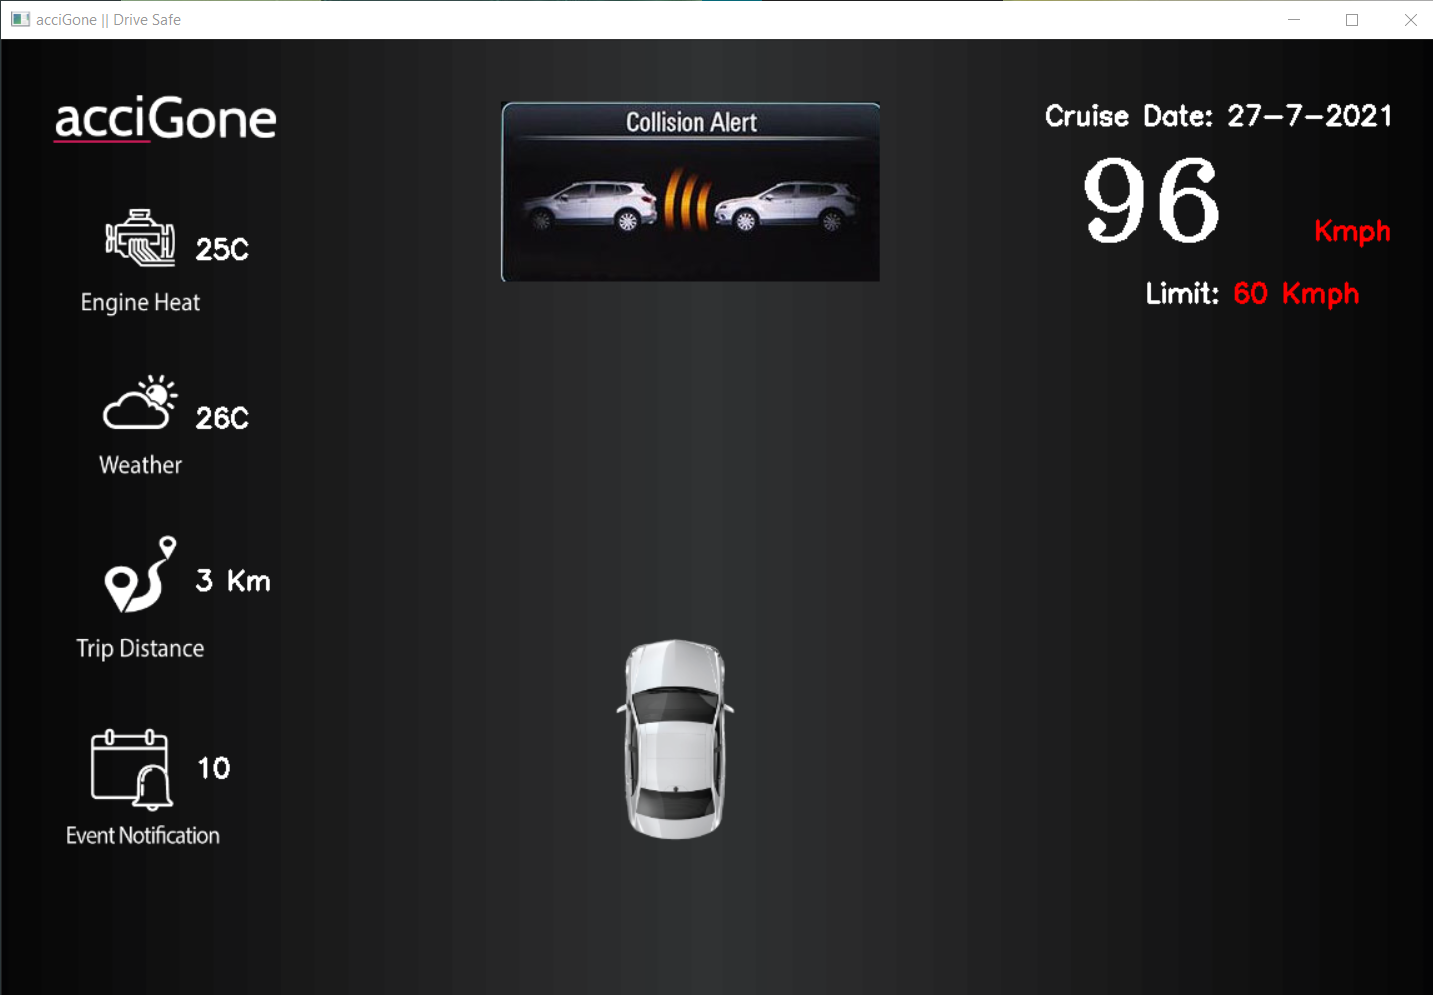 acciGone || Drive Safe
acciGone
Collision Alert
Cruise Date: 27-7-2021
96
Kmph
Limit: 60 Kmph
25C
Engine Heat
26C
Weather
3 Km
Trip Distance
10
Event Notification